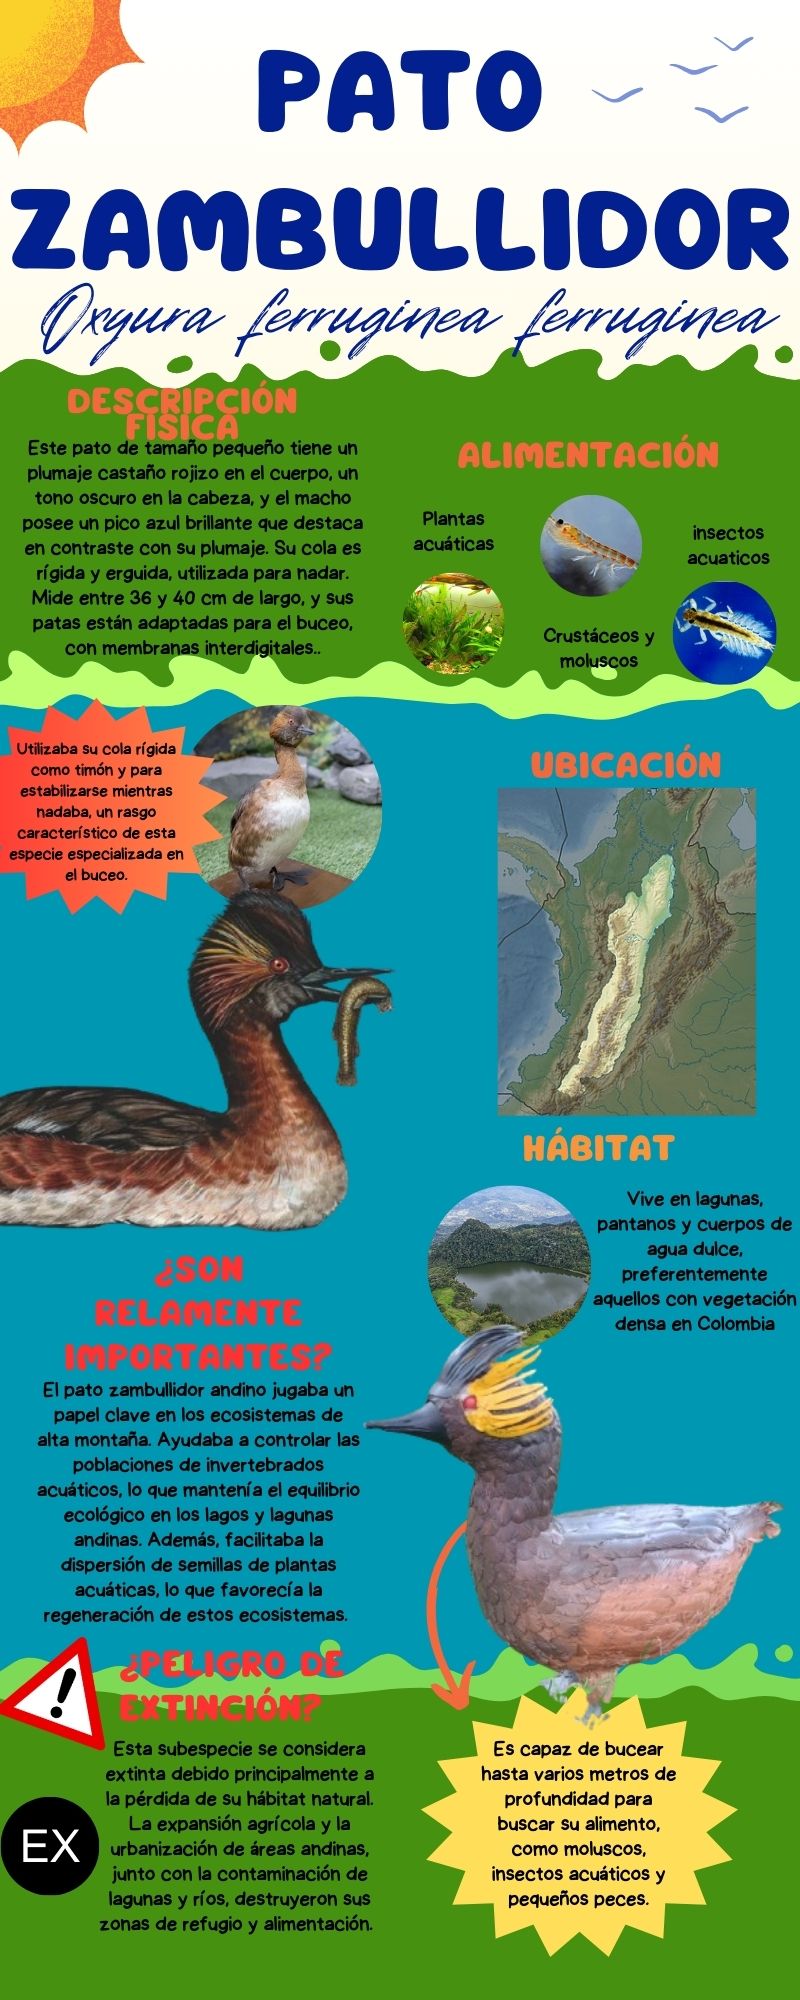 PATO
ZAMBULLIDOR
Oxyura ferruginea ferruginea
DESCRIPCIÓN
FISICA
Este pato de tamaño pequeño tiene un
plumaje castaño rojizo en el cuerpo, un
tono oscuro en la cabeza, y el macho
posee un pico azul brillante que destaca
en contraste con su plumaje. Su cola es
rígida y erguida, utilizada para nadar.
Mide entre 36 y 40 cm de largo, y sus
patas están adaptadas para el buceo,
con membranas interdigitales..
ALIMENTACIÓN
Plantas
acuáticas
Crustáceos y
moluscos
insectos
acuaticos
Utilizaba su cola rígida
como timón y para
estabilizarse mientras
nadaba, un rasgo
característico de esta
especie especializada en
el buceo.
UBICACIÓN
HÁBITAT
Vive en lagunas,
pantanos y cuerpos de
agua dulce,
preferentemente
aquellos con vegetación
densa en Colombia
¿SON
RELAMENTE
IMPORTANTES?
El pato zambullidor andino jugaba un
papel clave en los ecosistemas de
alta montaña. Ayudaba a controlar las
poblaciones de invertebrados
acuáticos, lo que mantenía el equilibrio
ecológico en los lagos y lagunas
andinas. Además, facilitaba la
dispersión de semillas de plantas
acuáticas, lo que favorecía la
regeneración de estos ecosistemas.
¿PELIGRO DE
EXTINCIÓN?
Esta subespecie se considera
extinta debido principalmente a
la pérdida de su hábitat natural.
La expansión agrícola y la
urbanización de áreas andinas,
junto con la contaminación de
lagunas y ríos, destruyeron sus
zonas de refugio y alimentación.
!
EX
Es capaz de bucear
hasta varios metros de
profundidad para
buscar su alimento,
como moluscos,
insectos acuáticos y
pequeños peces.